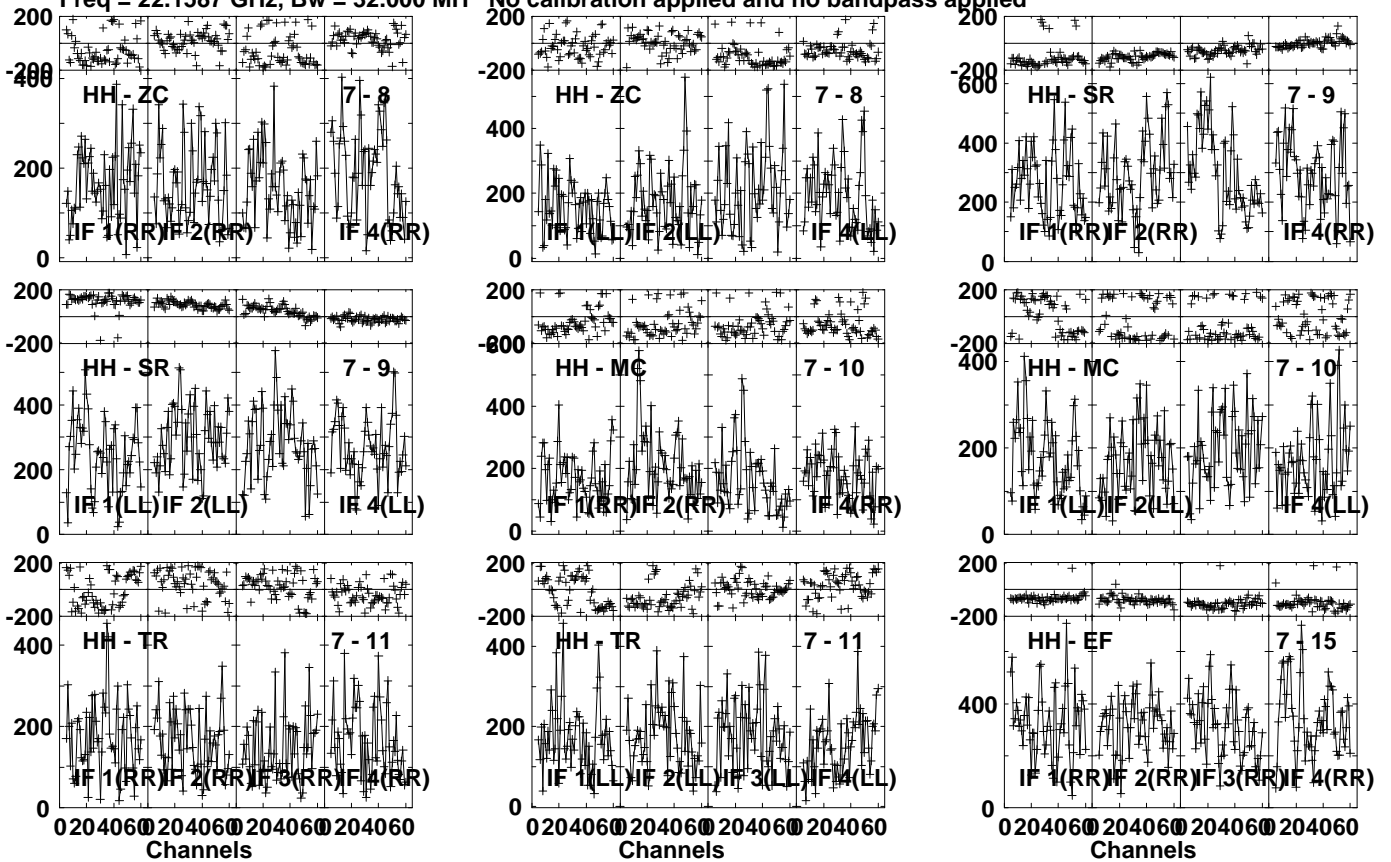 Freq = 22.1587 GHz, Bw = 32.000 MH No calibration applied and no bandpass applied
200 200 200
-200 -200 -200
400 600
HH - ZC 7 - 8 HH - ZC 7 - 8 HH - SR 7 - 9
400 400
200 200 200
IF 1(RR) IF 2(RR) IF 4(RR) IF 1(LL) IF 2(LL) IF 4(LL) IF 1(RR) IF 2(RR) IF 4(RR)
0 0 0
200 200 200
-200 -200
600
HH - SR 7 - 9 HH - MC 7 - 10 HH - MC 7 - 10
400 400 400
200 200 200
IF 1(LL) IF 2(LL) IF 4(LL) IF 1(RR) IF 2(RR) IF 4(RR) IF 1(LL) IF 2(LL) IF 4(LL)
0 0 0
200 200 200
-200 -200 -200
HH - TR 7 - 11 HH - TR 7 - 11 HH - EF 7 - 15
400 400 400
200 200
IF 1(RR) IF 2(RR) IF 3(RR) IF 4(RR) IF 1(LL) IF 2(LL) IF 3(LL) IF 4(LL) IF 1(RR) IF 2(RR) IF 3(RR) IF 4(RR)
0 0 0
0 20 40 60 0 20 40 60 0 20 40 60 0 20 40 60 0 20 40 60 0 20 40 60 0 20 40 60 0 20 40 60 0 20 40 60 0 20 40 60 0 20 40 60 0 20 40 60
Channels Channels Channels